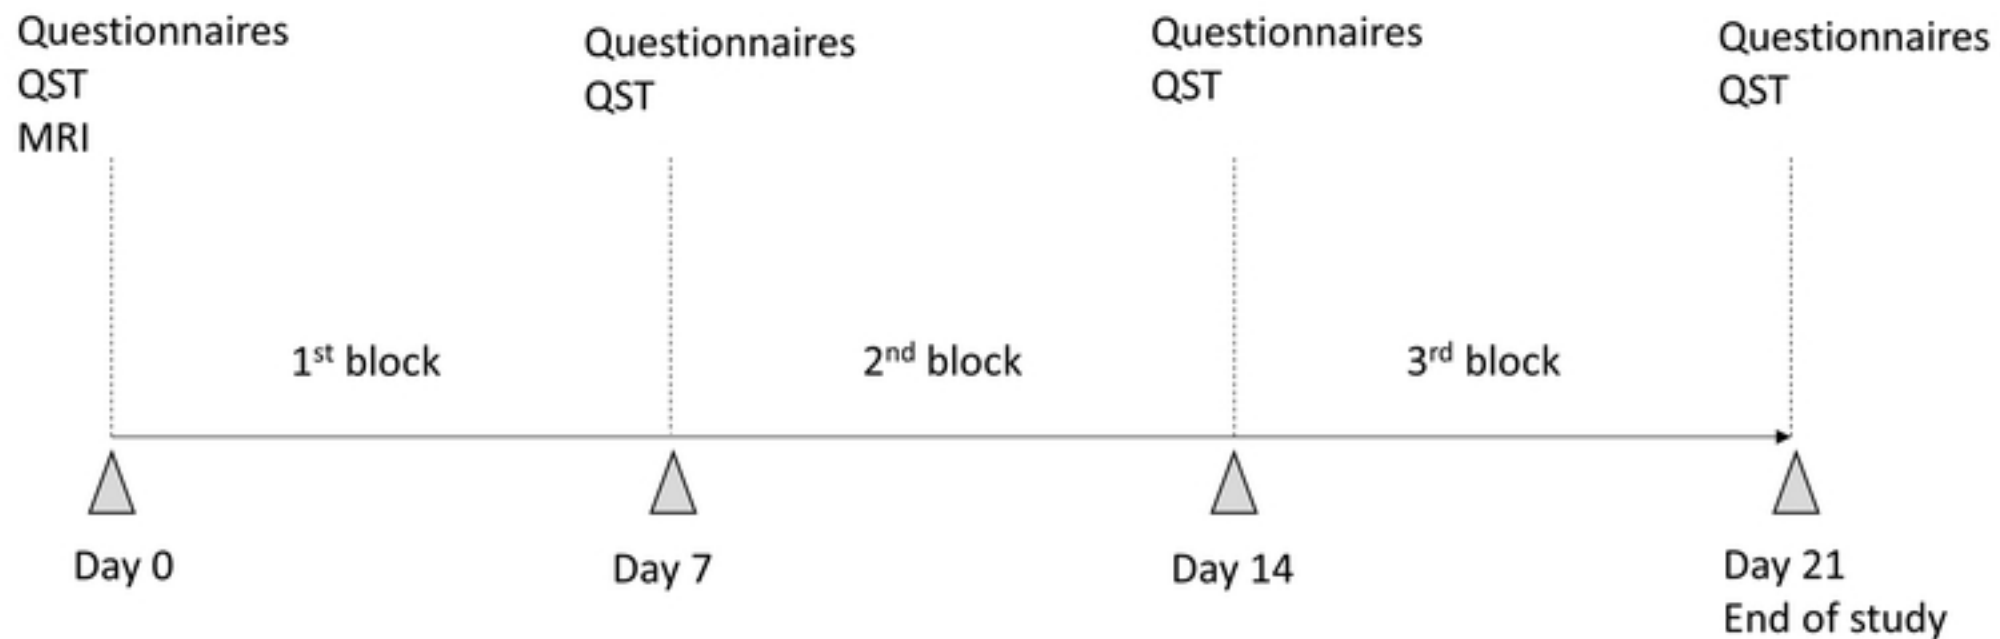 Questionnaires
QST
MRI
Questionnaires
QST
Questionnaires
QST
Questionnaires
QST
1st block
2nd block
3rd block
Day 0
Day 7
Day 14
Day 21
End of study